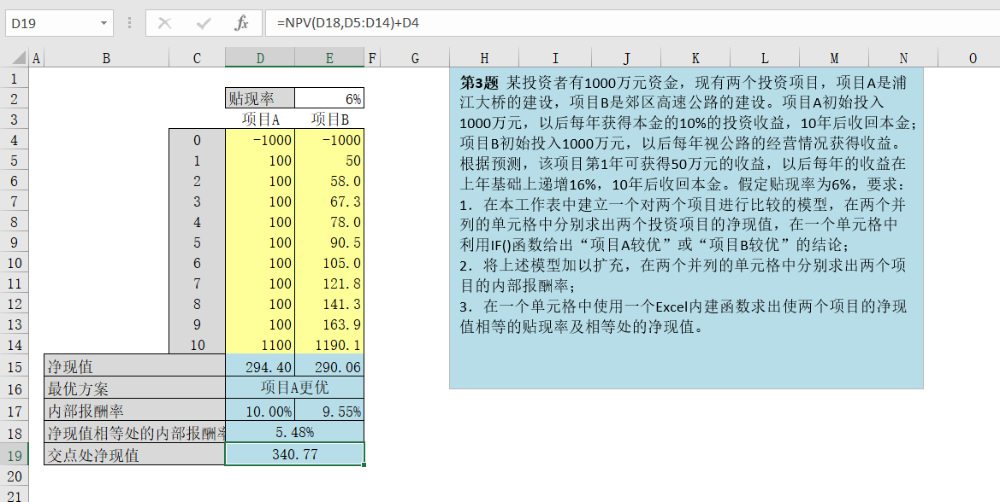 D19
fx
=NPV(D18,D5:D14)+D4
A B C D E F G H I J K L M N O
1
2 贴现率 6%
3 项目A 项目B
4 0 -1000 -1000
5 1 100 50
6 2 100 58.0
7 3 100 67.3
8 4 100 78.0
9 5 100 90.5
10 6 100 105.0
11 7 100 121.8
12 8 100 141.3
13 9 100 163.9
14 10 1100 1190.1
15 净现值 294.40 290.06
16 最优方案 项目A更优
17 内部报酬率 10.00% 9.55%
18 净现值相等处的内部报酬率 5.48%
19 交点处净现值 340.77
20
21
第3题 某投资者有1000万元资金，现有两个投资项目，项目A是浦
江大桥的建设，项目B是郊区高速公路的建设。项目A初始投入
1000万元，以后每年获得本金的10%的投资收益，10年后收回本金；
项目B初始投入1000万元，以后每年视公路的经营情况获得收益。
根据预测，该项目第1年可获得50万元的收益，以后每年的收益在
上年基础上递增16%，10年后收回本金。假定贴现率为6%，要求：
1．在本工作表中建立一个对两个项目进行比较的模型，在两个并
列的单元格中分别求出两个投资项目的净现值，在一个单元格中
利用IF()函数给出“项目A较优”或“项目B较优”的结论；
2．将上述模型加以扩充，在两个并列的单元格中分别求出两个项
目的内部报酬率；
3．在一个单元格中使用一个Excel内建函数求出使两个项目的净现
值相等的贴现率及相等处的净现值。